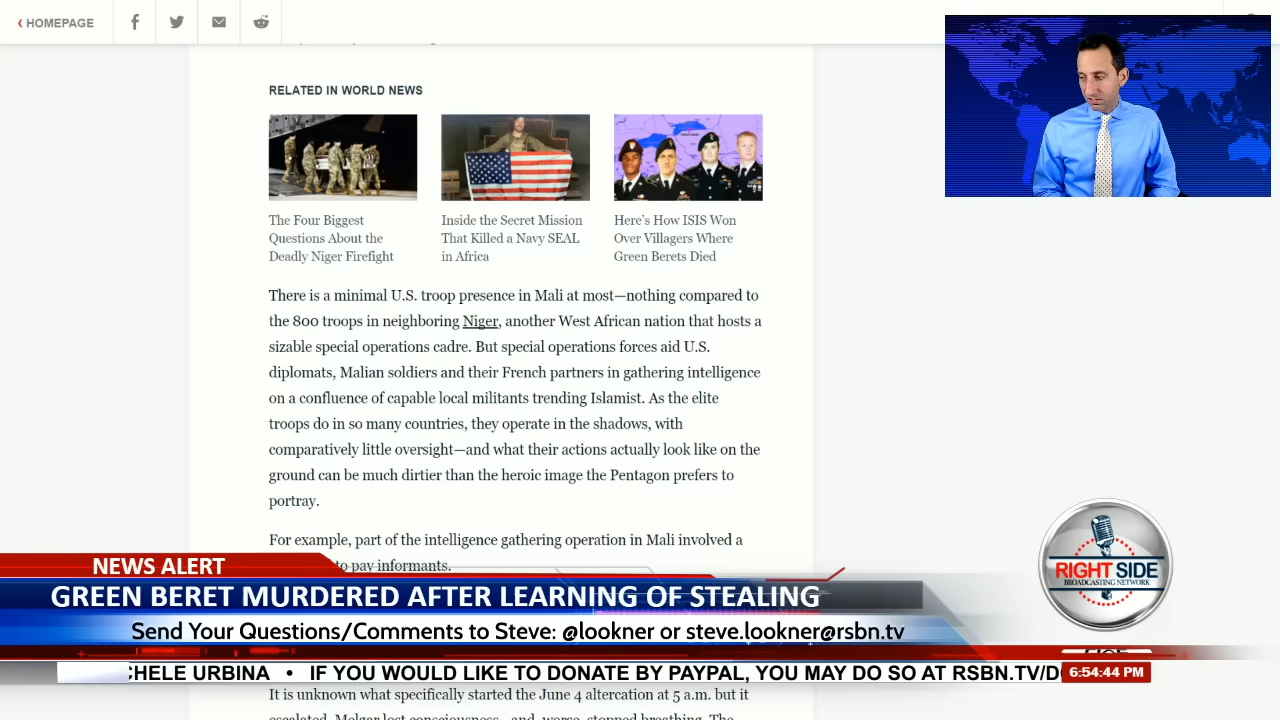 HOMEPAGE
RELATED IN WORLD NEWS
The Four Biggest
Questions About the
Deadly Niger Firefight
Inside the Secret Mission
That Killed a Navy SEAL
in Africa
Here's How ISIS Won
Over Villagers Where
Green Berets Died
There is a minimal U.S. troop presence in Mali at most—nothing compared to
the 800 troops in neighboring Niger, another West African nation that hosts a
sizable special operations cadre. But special operations forces aid U.S.
diplomats, Malian soldiers and their French partners in gathering intelligence
on a confluence of capable local militants trending Islamist. As the elite
troops do in so many countries, they operate in the shadows, with
comparatively little oversight—and what their actions actually look like on the
ground can be much dirtier than the heroic image the Pentagon prefers to
portray.
For example, part of the intelligence gathering operation in Mali involved a
to pay informants.
NEWS ALERT
GREEN BERET MURDERED AFTER LEARNING OF STEALING
Send Your Questions/Comments to Steve: @lookner or steve.lookner@rsbn.tv
RIGHT SIDE
BROADCASTING NETWORK
CHELE URBINA • IF YOU WOULD LIKE TO DONATE BY PAYPAL, YOU MAY DO SO AT RSBN.TV/D
6:54:44 PM
It is unknown what specifically started the June 4 altercation at 5 a.m. but it
escalated. Melgar lost consciousness—and, worse, stopped breathing. The